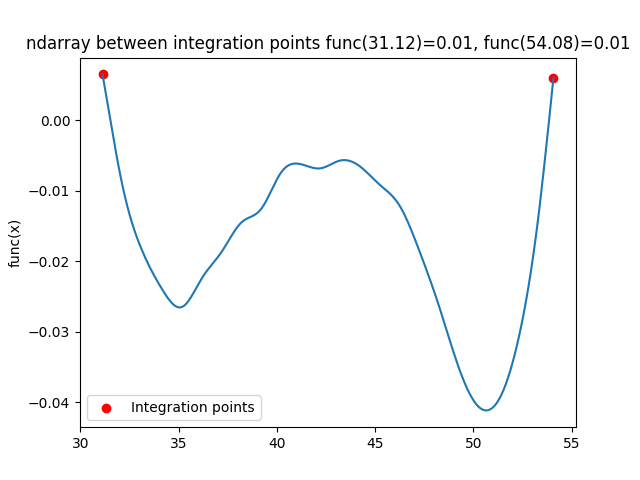 ndarray between integration points func(31.12)=0.01, func(54.08)=0.01
func(x)
0.00
−0.01
−0.02
−0.03
−0.04
Integration points
30 35 40 45 50 55